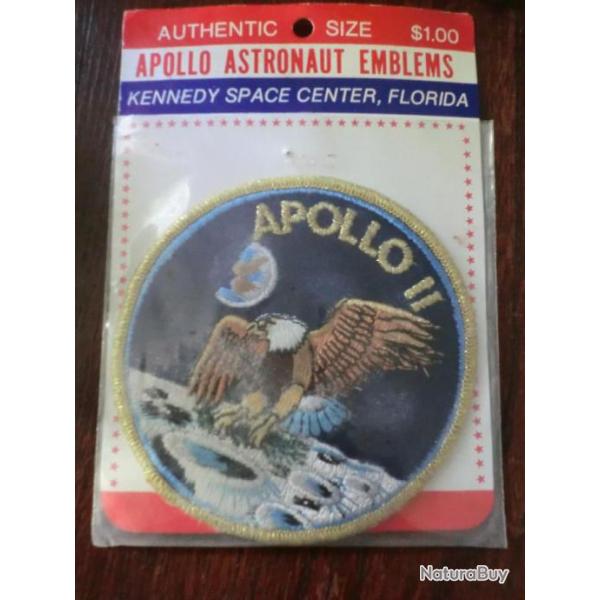 AUTHENTIC SIZE $1.00
APOLLO ASTRONAUT EMBLEMS
KENNEDY SPACE CENTER, FLORIDA
APOLLO 11
NaturaBuy